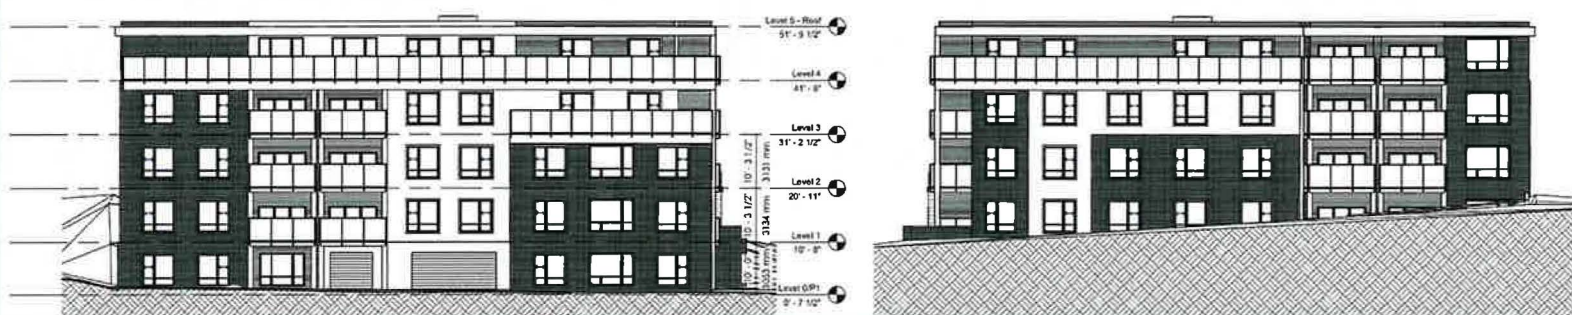 Level 5 - Roof
51' - 9 1/2"
Level 4
41' - 6"
Level 3
31' - 2 1/2"
10' - 3 1/2"
3131 mm
Level 2
20' - 11"
10' - 3 1/2"
3134 mm
Level 1
10' - 8"
10' - 0"
3053 mm
Level 0/P1
0' - 7 1/2"